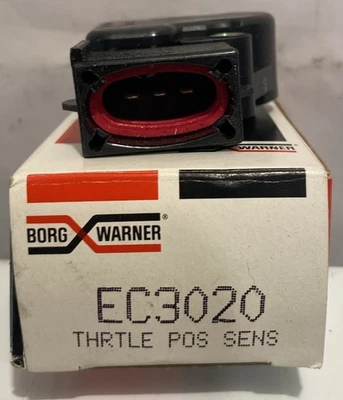 BORG WARNER®
EC3020
THRTLE POS SENS